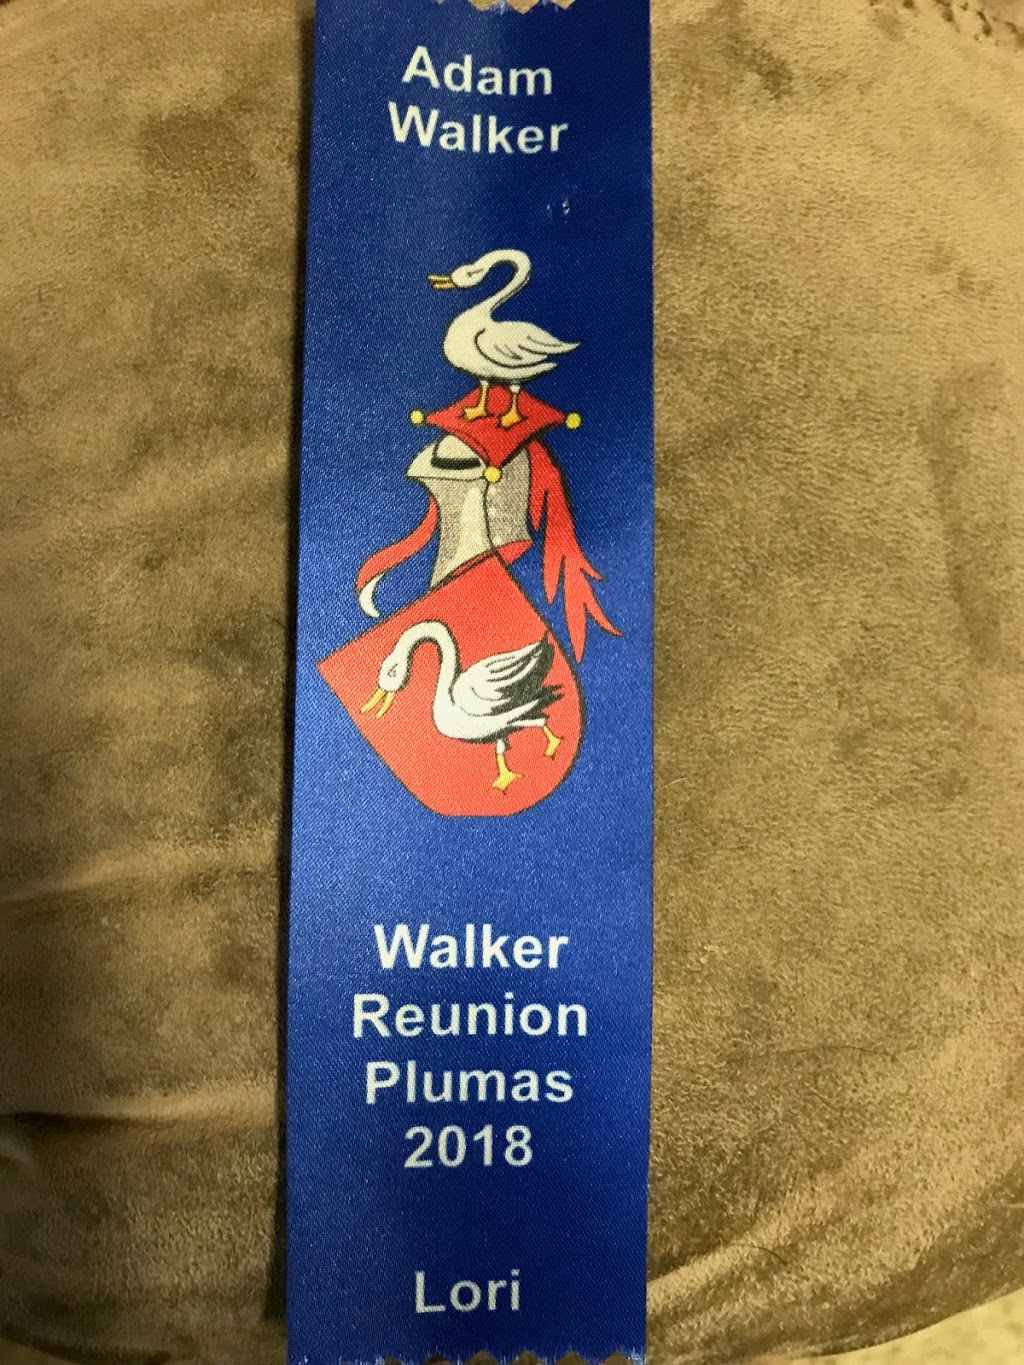 Adam
Walker
Walker
Reunion
Plumas
2018
Lori